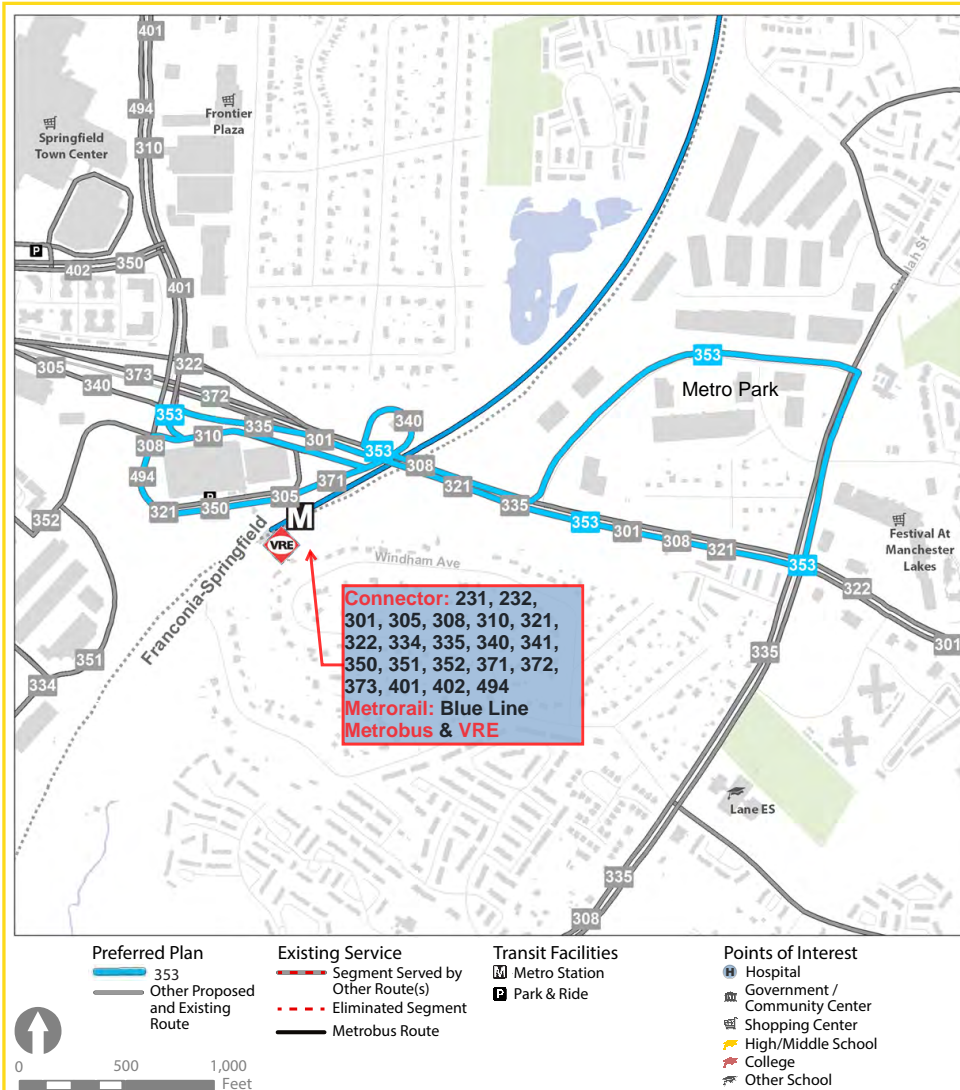 401
494
310
Frontier
Plaza
Springfield
Town Center
P
402
350
401
322
305
373
340
372
353
335
340
310
301
353
308
308
494
371
321
305
P
321
350
335
353
301
308
321
353
353
Metro Park
322
301
352
M
VRE
Windham Ave
Franconia-Springfield
Festival At
Manchester
Lakes
351
334
335
Connector: 231, 232,
301, 305, 308, 310, 321,
322, 334, 335, 340, 341,
350, 351, 352, 371, 372,
373, 401, 402, 494
Metrorail: Blue Line
Metrobus & VRE
Lane ES
335
308
Preferred Plan
353
Other Proposed
and Existing
Route
Existing Service
Segment Served by
Other Route(s)
Eliminated Segment
Metrobus Route
Transit Facilities
M Metro Station
P Park & Ride
Points of Interest
H Hospital
Government /
Community Center
Shopping Center
High/Middle School
College
Other School
0 500 1,000
Feet